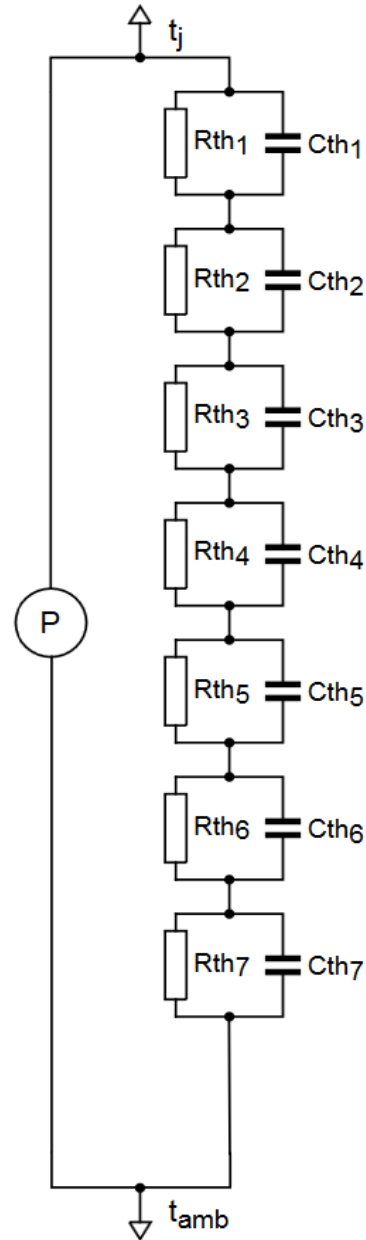 tj
Rth1 Cth1
Rth2 Cth2
Rth3 Cth3
Rth4 Cth4
P
Rth5 Cth5
Rth6 Cth6
Rth7 Cth7
tamb